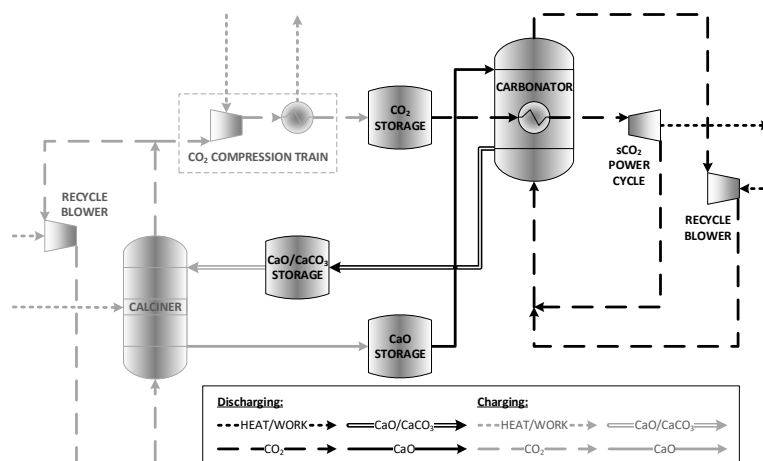 CARBONATOR
CO₂
STORAGE
CO₂ COMPRESSION TRAIN
sCO₂
POWER
CYCLE
RECYCLE
BLOWER
RECYCLE
BLOWER
CaO/CaCO₃
STORAGE
CALCINER
CaO
STORAGE
Discharging:
Charging:
HEAT/WORK
CaO/CaCO₃
HEAT/WORK
CaO/CaCO₃
CO₂
CaO
CO₂
CaO